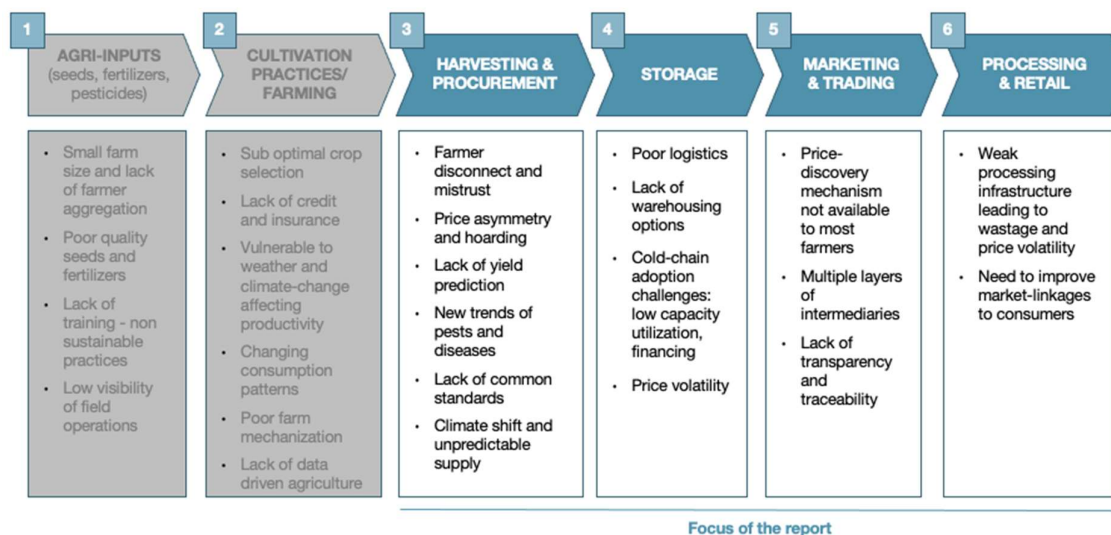 1
AGRI-INPUTS
(seeds, fertilizers,
pesticides)
2
CULTIVATION
PRACTICES/
FARMING
3
HARVESTING &
PROCUREMENT
4
STORAGE
5
MARKETING
& TRADING
6
PROCESSING
& RETAIL
• Small farm
size and lack
of farmer
aggregation
• Poor quality
seeds and
fertilizers
• Lack of
training - non
sustainable
practices
• Low visibility
of field
operations
• Sub optimal crop
selection
• Lack of credit
and insurance
• Vulnerable to
weather and
climate-change
affecting
productivity
• Changing
consumption
patterns
• Poor farm
mechanization
• Lack of data
driven agriculture
• Farmer
disconnect and
mistrust
• Price asymmetry
and hoarding
• Lack of yield
prediction
• New trends of
pests and
diseases
• Lack of common
standards
• Climate shift and
unpredictable
supply
• Poor logistics
• Lack of
warehousing
options
• Cold-chain
adoption
challenges:
low capacity
utilization,
financing
• Price volatility
• Price-
discovery
mechanism
not available
to most
farmers
• Multiple layers
of
intermediaries
• Lack of
transparency
and
traceability
• Weak
processing
infrastructure
leading to
wastage and
price volatility
• Need to improve
market-linkages
to consumers
Focus of the report